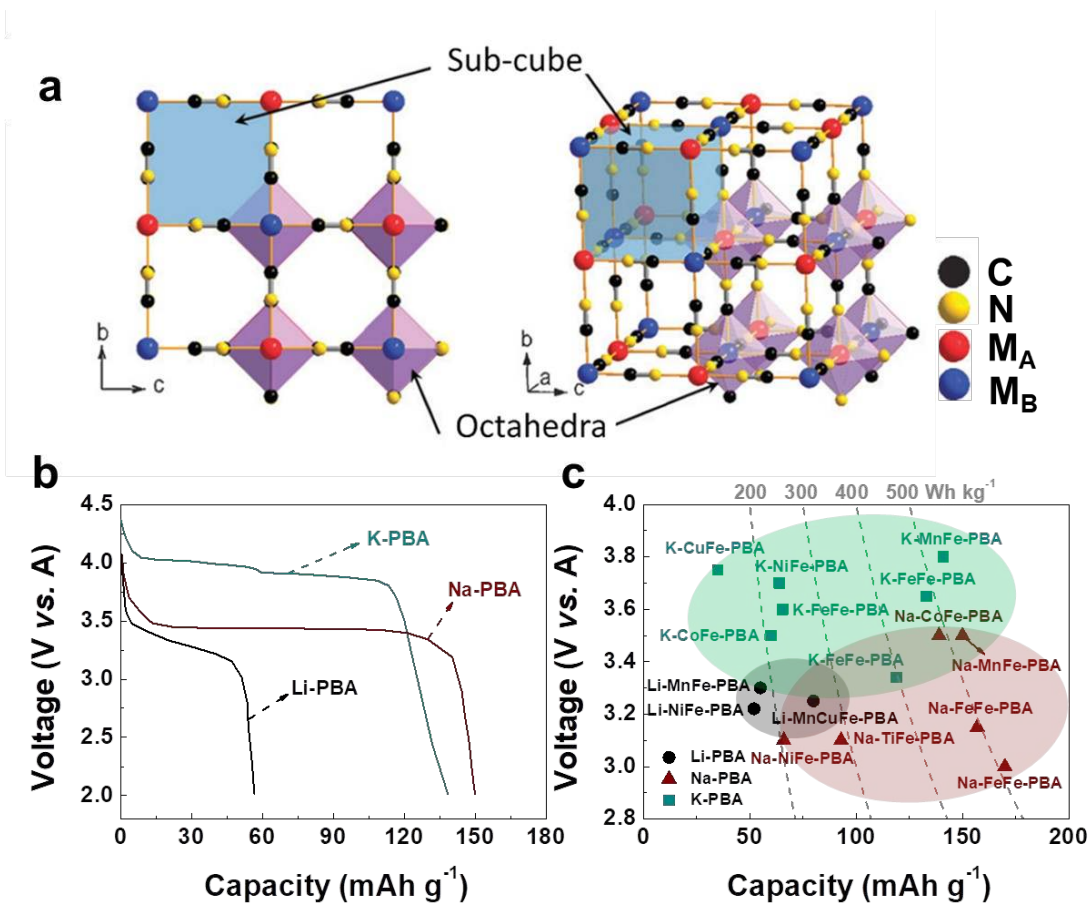 a
Sub-cube
b
c
b
a
c
Octahedra
C
N
M_A
M_B
b
Voltage (V vs. A)
4.5
4.0
3.5
3.0
2.5
2.0
K-PBA
Na-PBA
Li-PBA
0 30 60 90 120 150 180
Capacity (mAh g⁻¹)
c
200 300 400 500 Wh kg⁻¹
Voltage (V vs. A)
4.0
3.8
3.6
3.4
3.2
3.0
2.8
K-MnFe-PBA
K-CuFe-PBA
K-NiFe-PBA
K-FeFe-PBA
K-FeFe-PBA
Na-CoFe-PBA
K-CoFe-PBA
K-FeFe-PBA
Na-MnFe-PBA
Li-MnFe-PBA
Li-NiFe-PBA
Li-MnCuFe-PBA
Na-FeFe-PBA
Na-TiFe-PBA
Na-NiFe-PBA
Na-FeFe-PBA
Li-PBA
Na-PBA
K-PBA
0 50 100 150 200
Capacity (mAh g⁻¹)